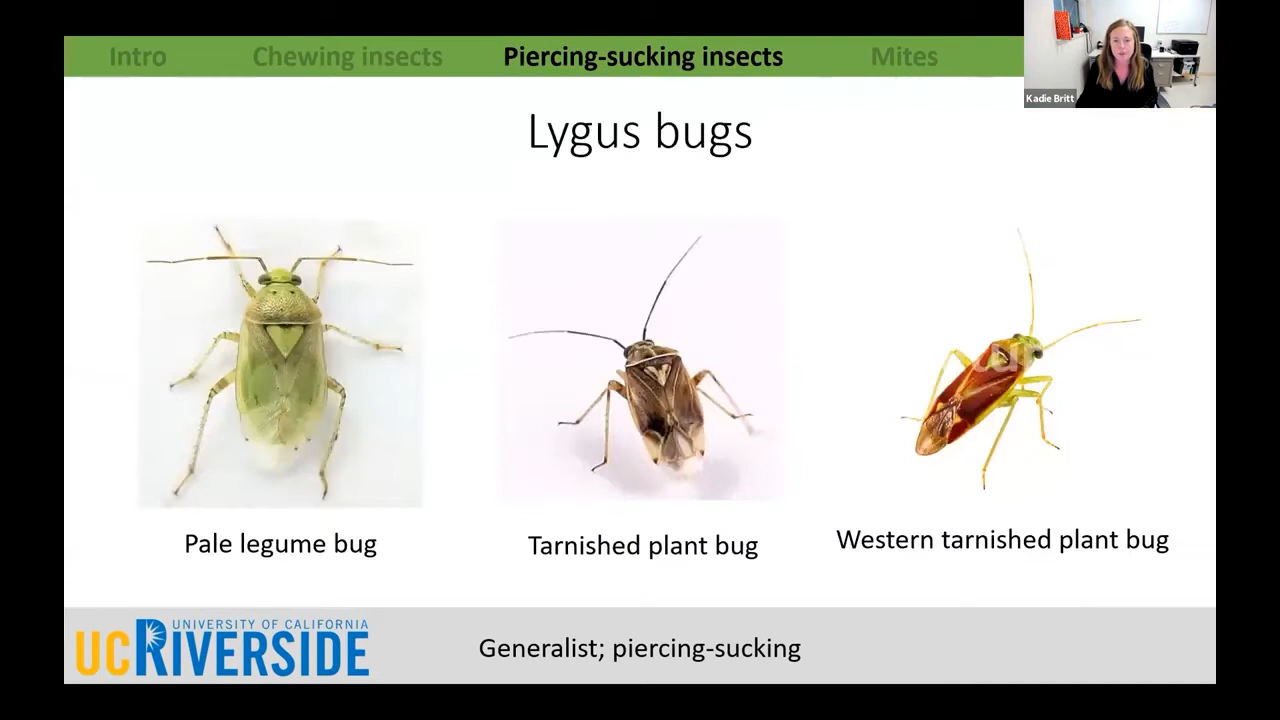 Intro Chewing insects Piercing-sucking insects Mites
Kadie Britt
Lygus bugs
Pale legume bug
Tarnished plant bug
Western tarnished plant bug
UNIVERSITY OF CALIFORNIA
UC RIVERSIDE
Generalist; piercing-sucking